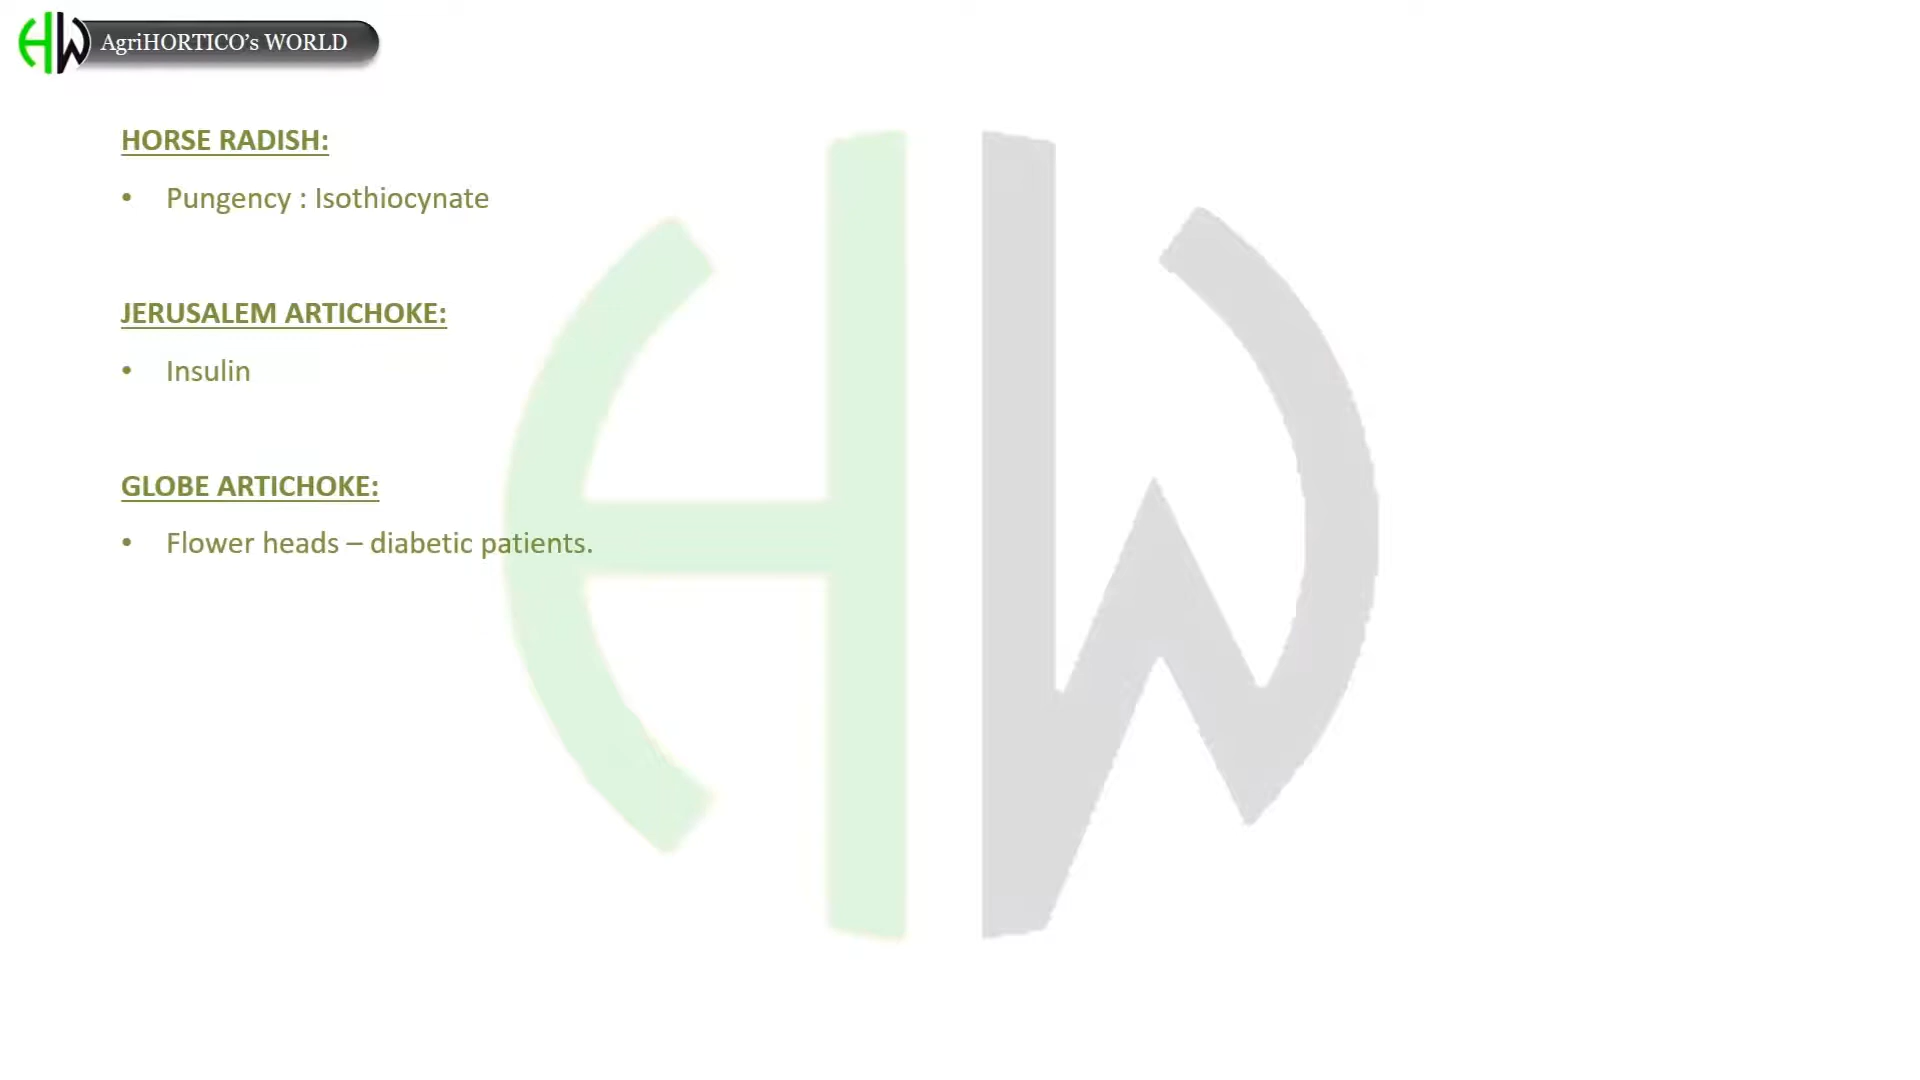 AgriHORTICO's WORLD
HORSE RADISH:
• Pungency : Isothiocynate
JERUSALEM ARTICHOKE:
• Insulin
GLOBE ARTICHOKE:
• Flower heads – diabetic patients.